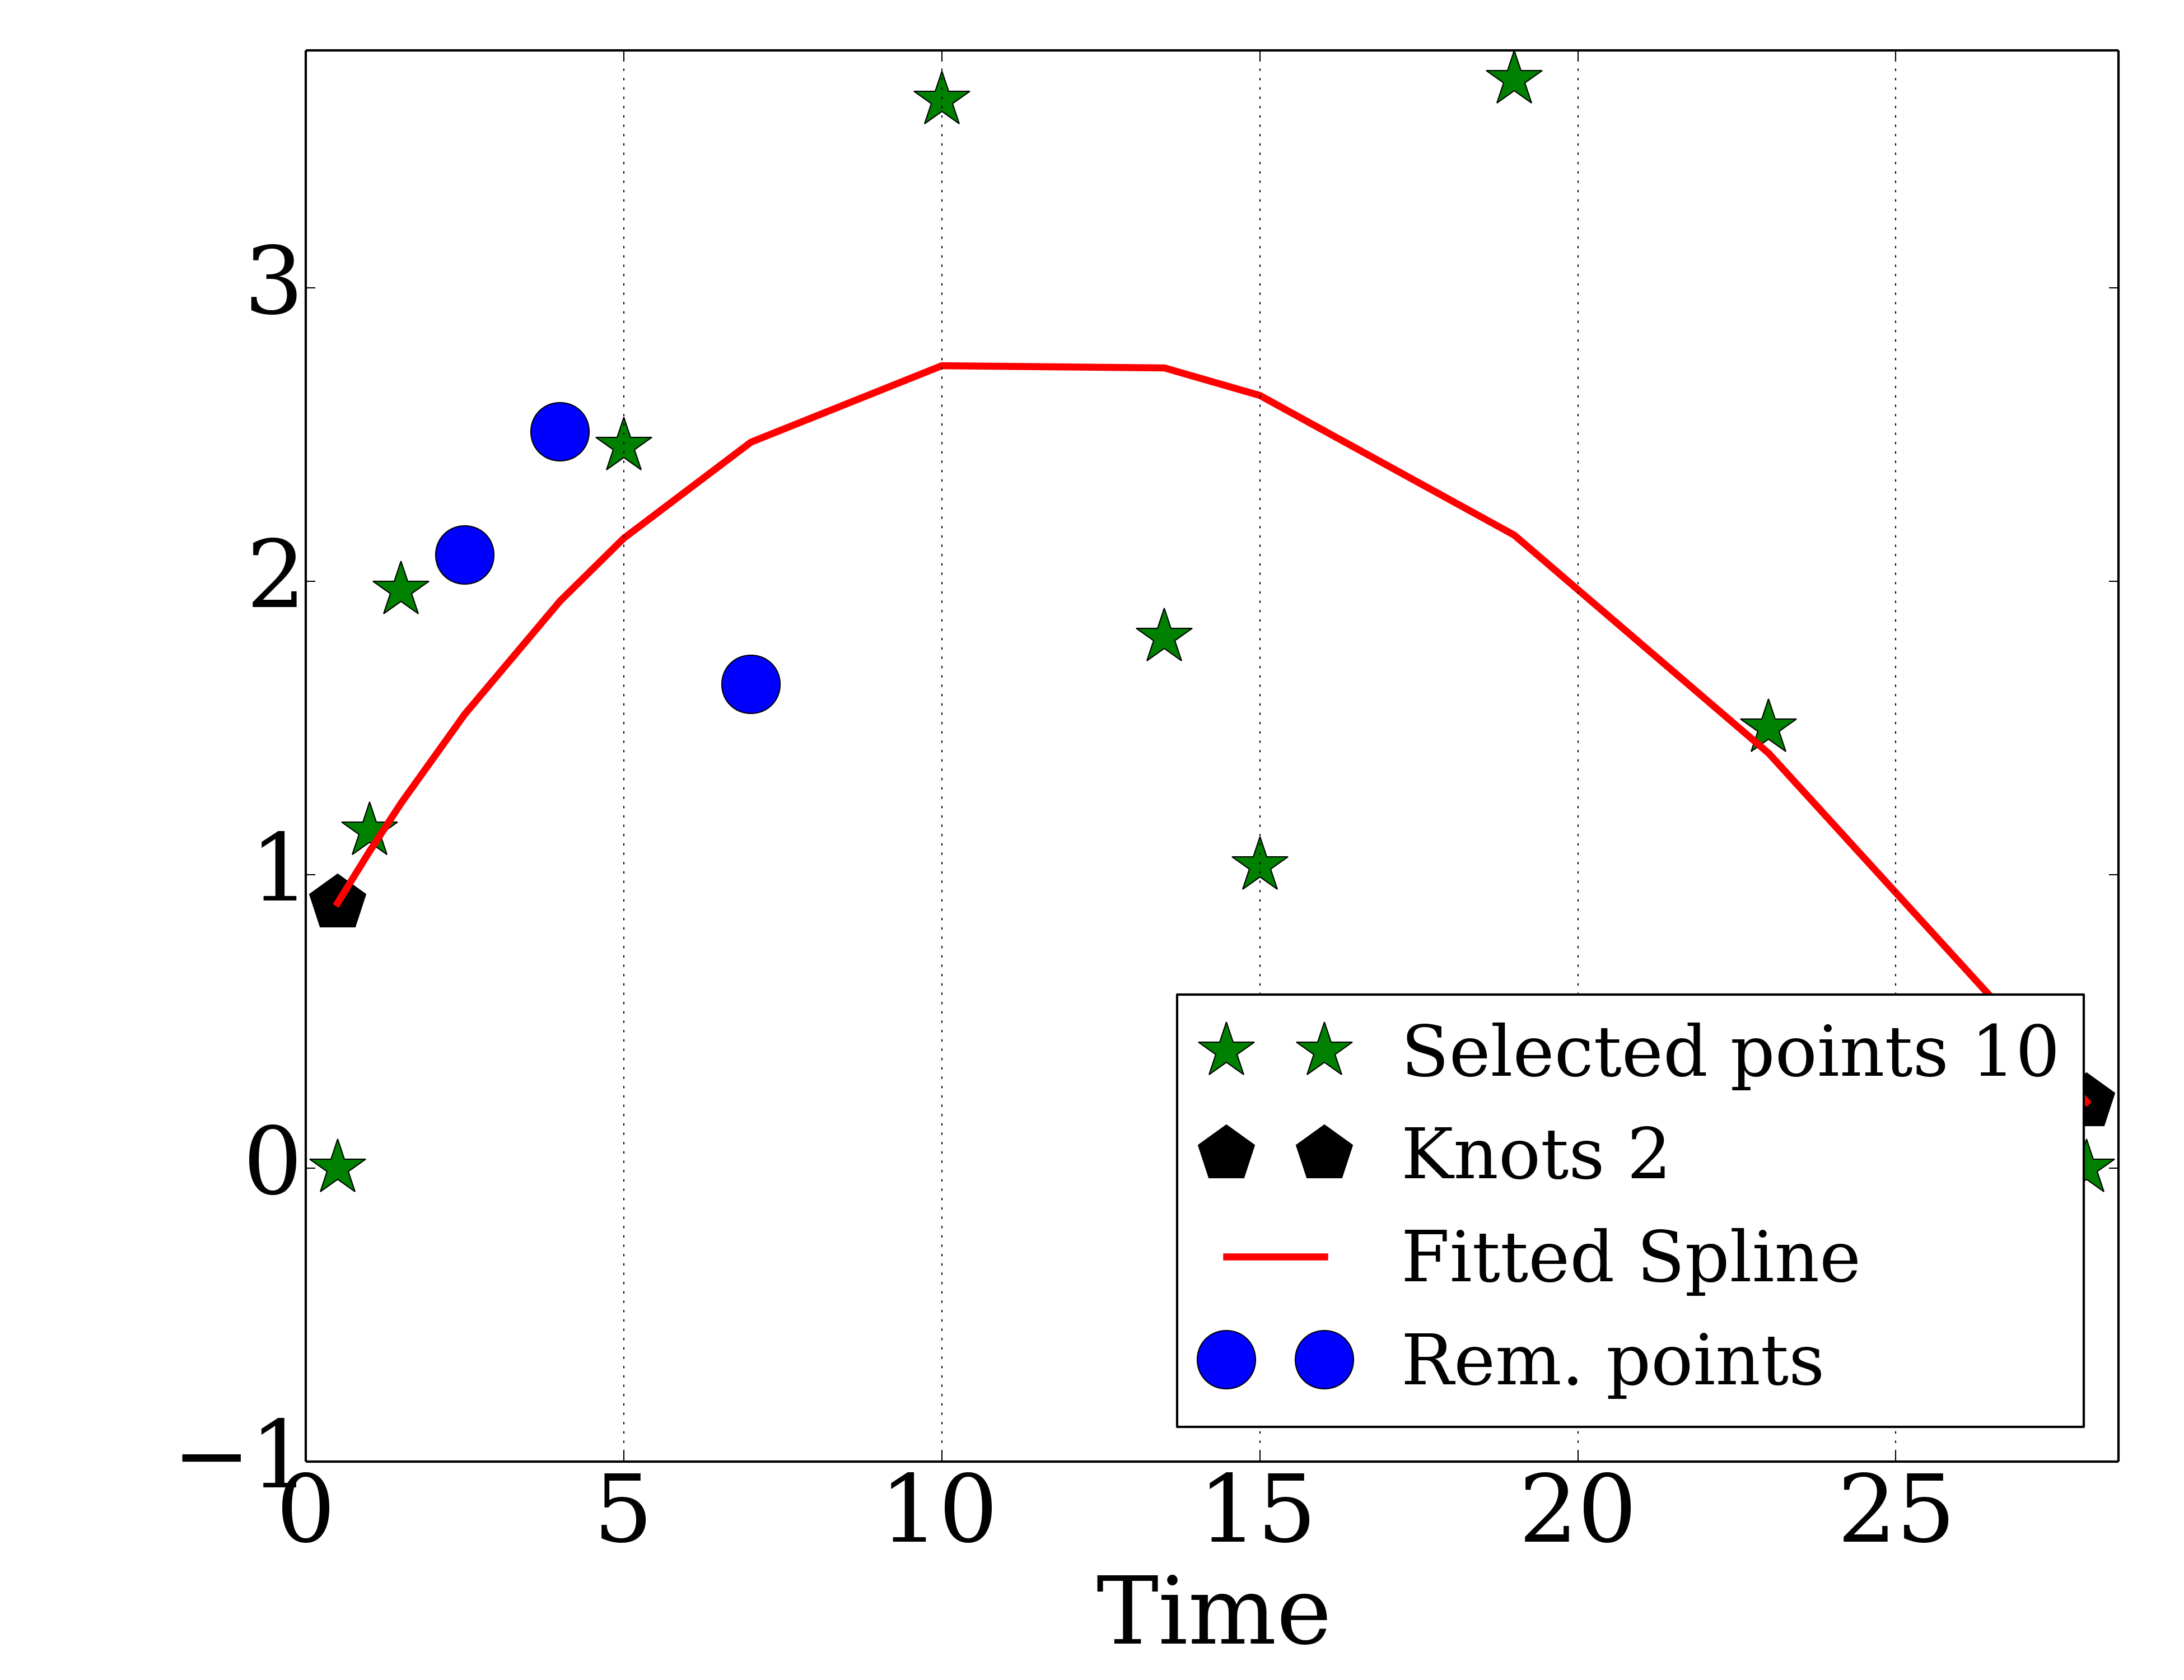 3
2
1
0
−1
0 5 10 15 20 25
Time
Selected points 10
Knots 2
Fitted Spline
Rem. points